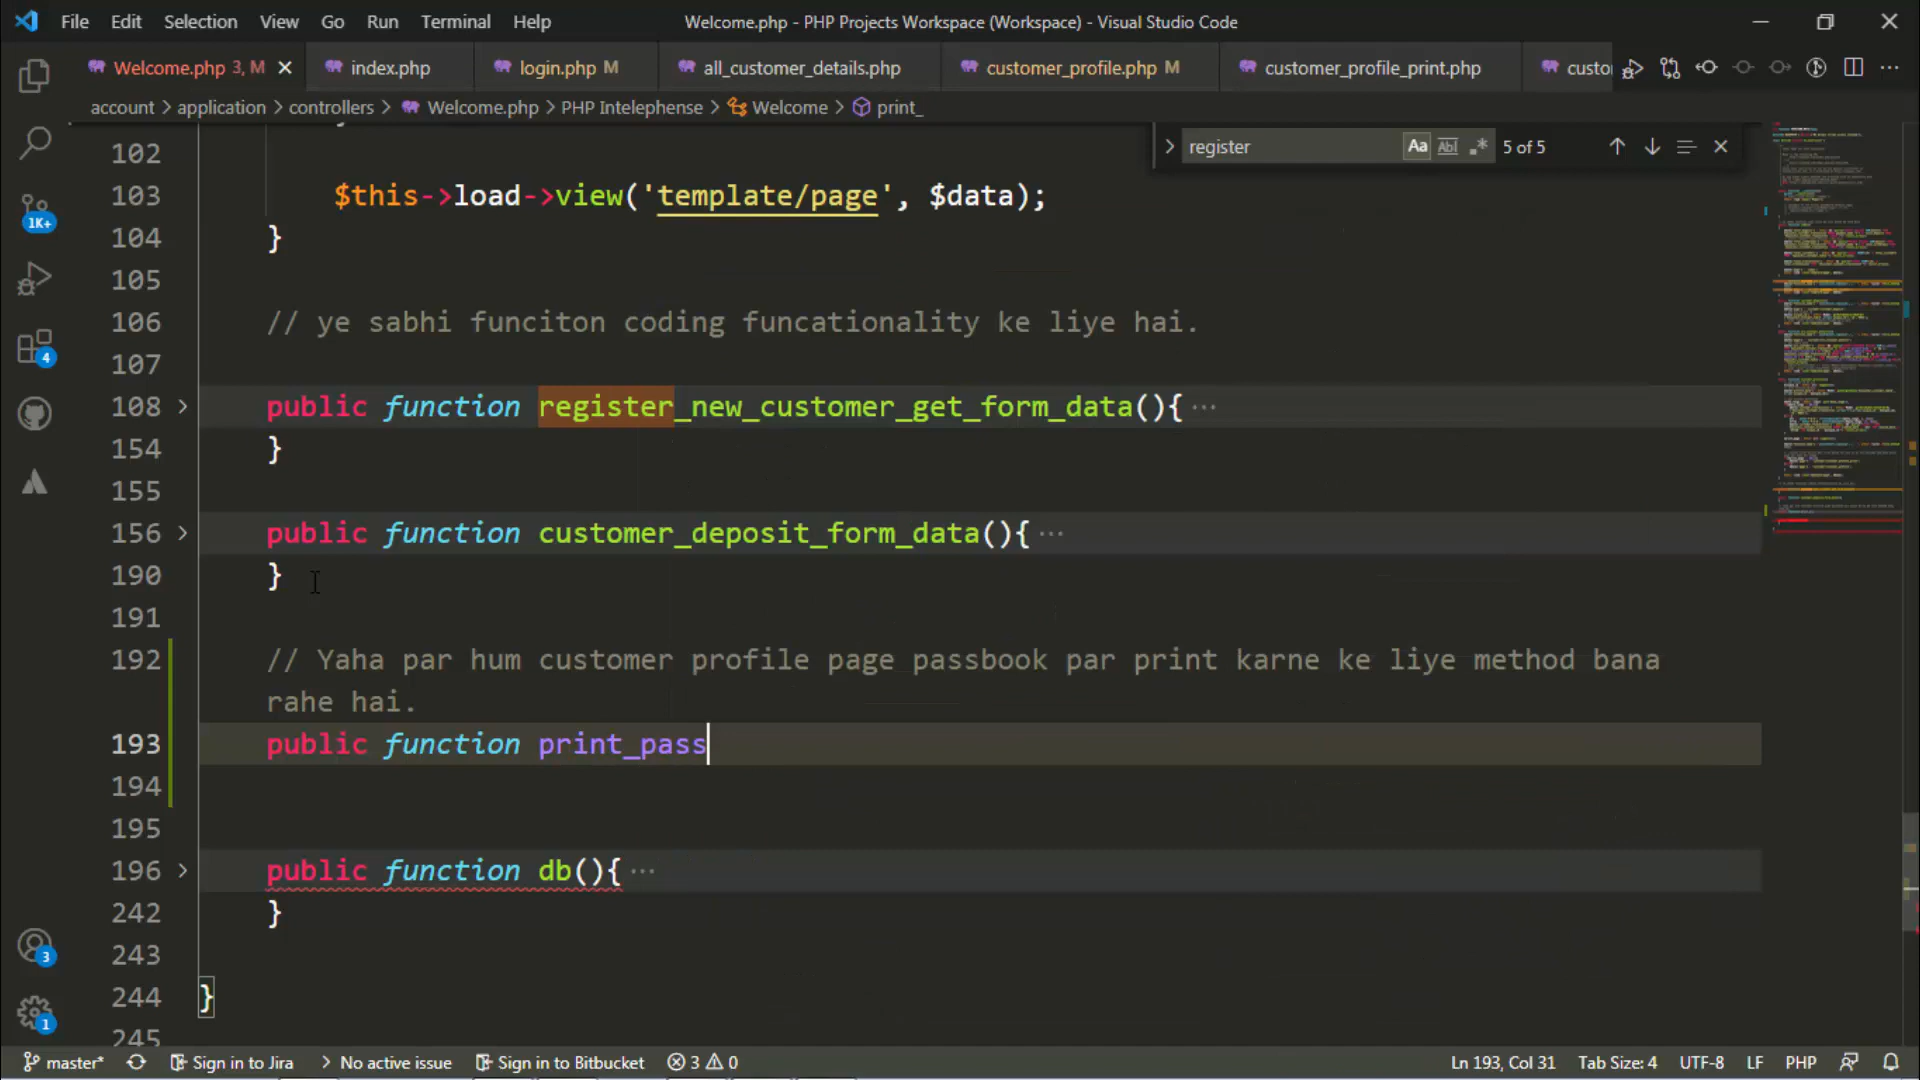 File Edit Selection View Go Run Terminal Help Welcome.php - PHP Projects Workspace (Workspace) - Visual Studio Code
Welcome.php 3, M index.php login.php M all_customer_details.php customer_profile.php M customer_profile_print.php custo
account > application > controllers > Welcome.php > PHP Intelephense > Welcome > print_
register Aa Abl .* 5 of 5
102
103 $this->load->view('template/page', $data);
104 }
105
106 // ye sabhi funciton coding funcationality ke liye hai.
107
108 public function register_new_customer_get_form_data(){ ···
154 }
155
156 public function customer_deposit_form_data(){ ···
190 }
191
192 // Yaha par hum customer profile page passbook par print karne ke liye method bana
rahe hai.
193 public function print_pass
194
195
196 public function db(){ ···
242 }
243
244 }
245
1K+
4
3
1
master* Sign in to Jira > No active issue Sign in to Bitbucket 3 0 Ln 193, Col 31 Tab Size: 4 UTF-8 LF PHP